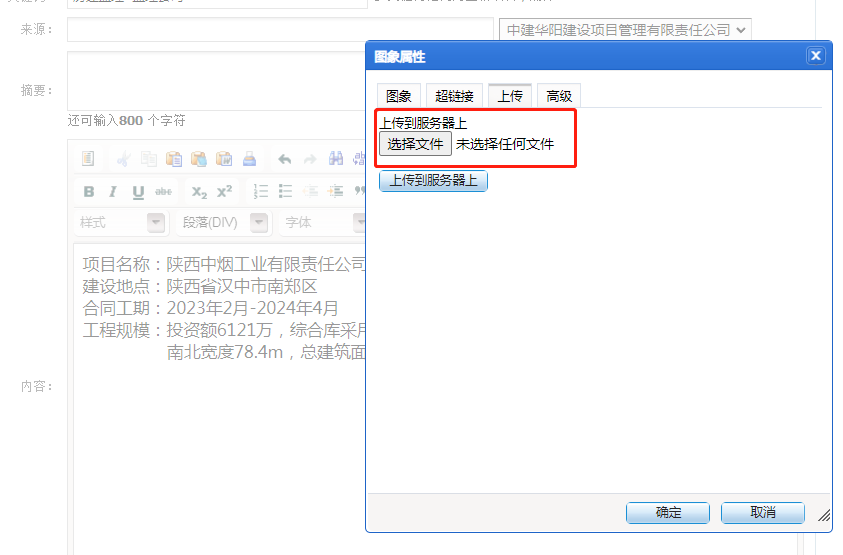 来源：
中建华阳建设项目管理有限责任公司
摘要：
还可输入800 个字符
样式
段落(DIV)
字体
内容：
项目名称：陕西中烟工业有限责任公司
建设地点：陕西省汉中市南郑区
合同工期：2023年2月-2024年4月
工程规模：投资额6121万，综合库采用
南北宽度78.4m，总建筑面
图象属性
图象
超链接
上传
高级
上传到服务器上
选择文件 未选择任何文件
上传到服务器上
确定
取消